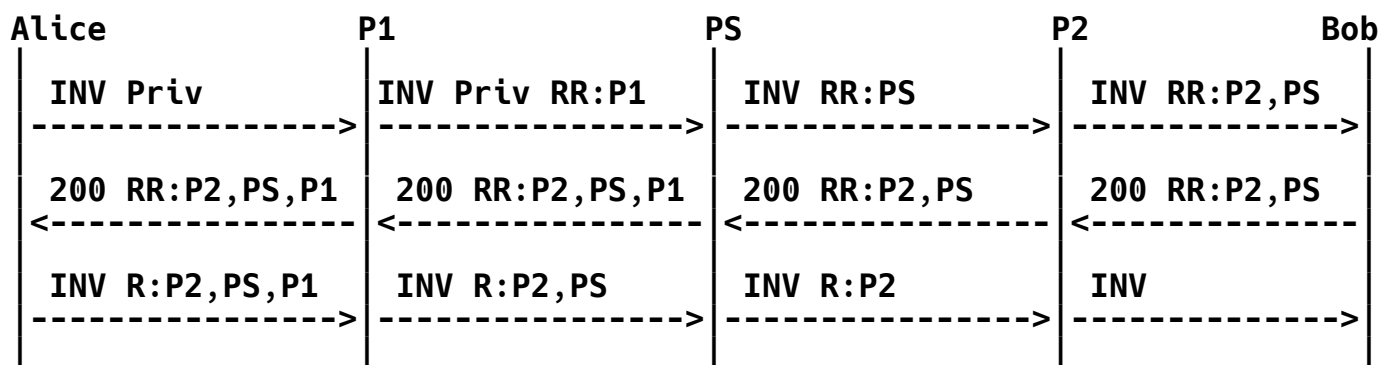 Alice P1 PS P2 Bob
INV Priv INV Priv RR:P1 INV RR:PS INV RR:P2,PS
200 RR:P2,PS,P1 200 RR:P2,PS,P1 200 RR:P2,PS 200 RR:P2,PS
INV R:P2,PS,P1 INV R:P2,PS INV R:P2 INV